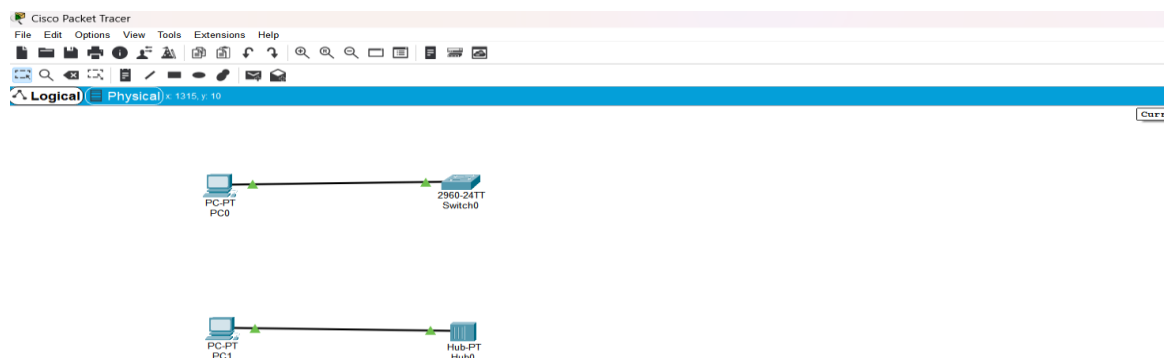 Cisco Packet Tracer
File Edit Options View Tools Extensions Help
Logical Physical x: 1315, y: 10
Curr
PC-PT
PC0
2960-24TT
Switch0
PC-PT
PC1
Hub-PT
Hub0